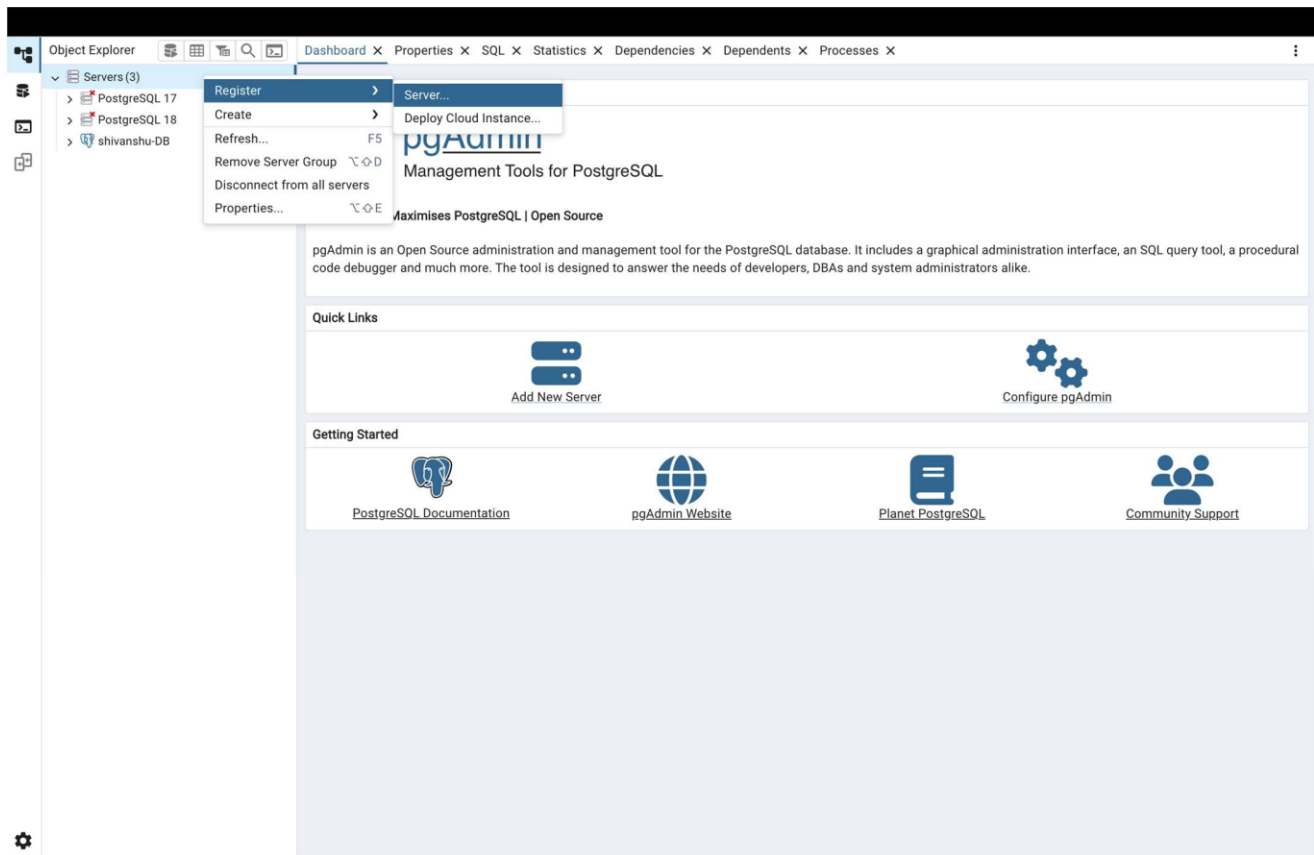 Object Explorer
Dashboard
Properties
SQL
Statistics
Dependencies
Dependents
Processes
Servers (3)
PostgreSQL 17
PostgreSQL 18
shivanshu-DB
Register
Create
Refresh... F5
Remove Server Group ⌥⇧D
Disconnect from all servers
Properties... ⌥⇧E
Server...
Deploy Cloud Instance...
pgAdmin
Management Tools for PostgreSQL
Maximises PostgreSQL | Open Source
pgAdmin is an Open Source administration and management tool for the PostgreSQL database. It includes a graphical administration interface, an SQL query tool, a procedural
code debugger and much more. The tool is designed to answer the needs of developers, DBAs and system administrators alike.
Quick Links
Add New Server
Configure pgAdmin
Getting Started
PostgreSQL Documentation
pgAdmin Website
Planet PostgreSQL
Community Support